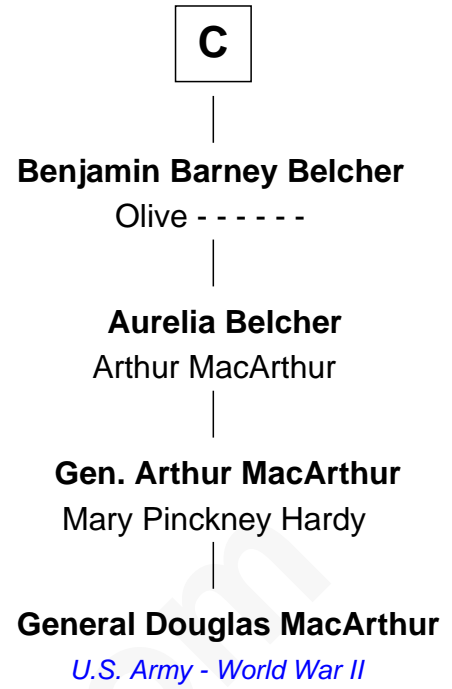 C
Benjamin Barney Belcher
Olive - - - - - -
Aurelia Belcher
Arthur MacArthur
Gen. Arthur MacArthur
Mary Pinckney Hardy
General Douglas MacArthur
U.S. Army - World War II